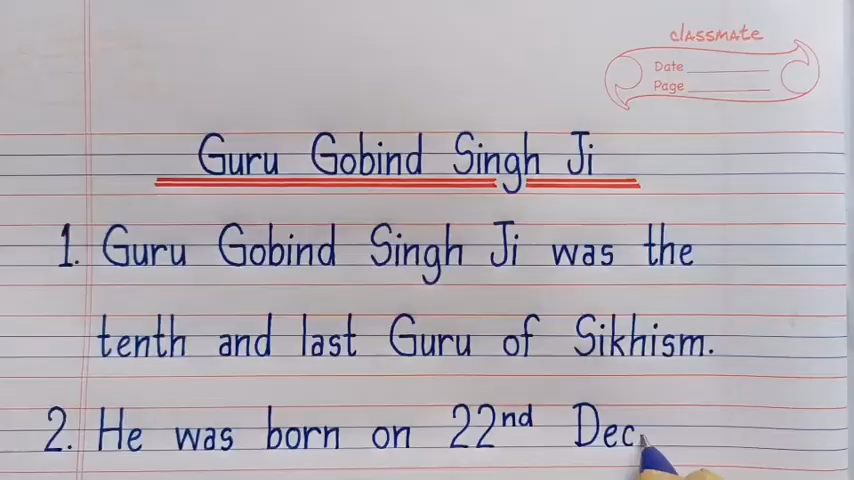 classmate
Date
Page
Guru Gobind Singh Ji
1. Guru Gobind Singh Ji was the
tenth and last Guru of Sikhism.
2. He was born on 22nd Dec